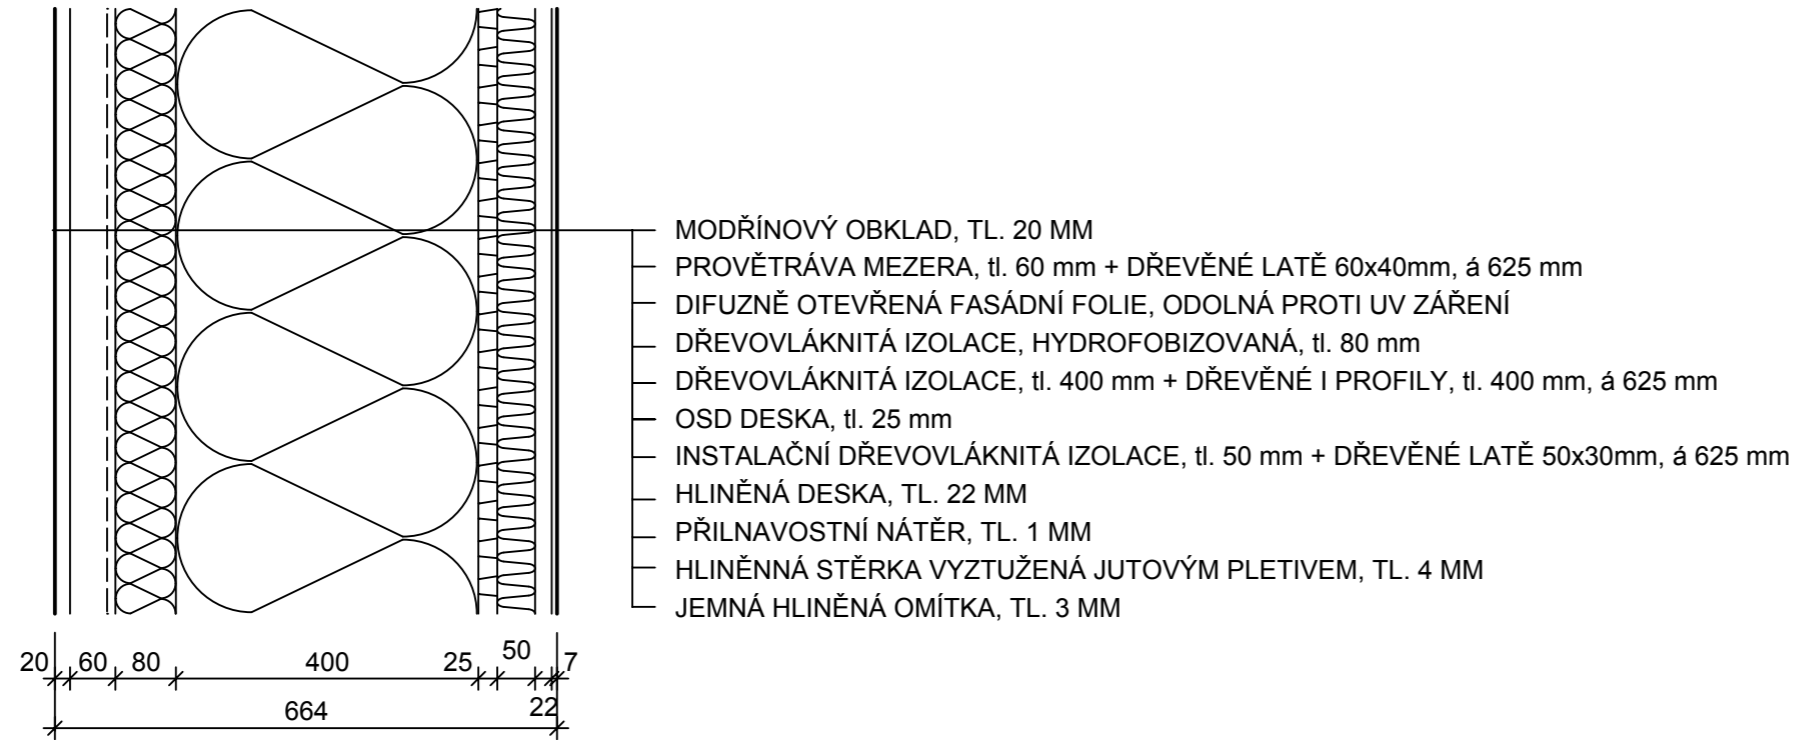 MODŘÍNOVÝ OBKLAD, TL. 20 MM
PROVĚTRÁVA MEZERA, tl. 60 mm + DŘEVĚNÉ LATĚ 60x40mm, á 625 mm
DIFUZNĚ OTEVŘENÁ FASÁDNÍ FOLIE, ODOLNÁ PROTI UV ZÁŘENÍ
DŘEVOVLÁKNITÁ IZOLACE, HYDROFOBIZOVANÁ, tl. 80 mm
DŘEVOVLÁKNITÁ IZOLACE, tl. 400 mm + DŘEVĚNÉ I PROFILY, tl. 400 mm, á 625 mm
OSD DESKA, tl. 25 mm
INSTALAČNÍ DŘEVOVLÁKNITÁ IZOLACE, tl. 50 mm + DŘEVĚNÉ LATĚ 50x30mm, á 625 mm
HLINĚNÁ DESKA, TL. 22 MM
PŘILNAVOSTNÍ NÁTĚR, TL. 1 MM
HLINĚNNÁ STĚRKA VYZTUŽENÁ JUTOVÝM PLETIVEM, TL. 4 MM
JEMNÁ HLINĚNÁ OMÍTKA, TL. 3 MM
20 60 80 400 25 50 7
664 22